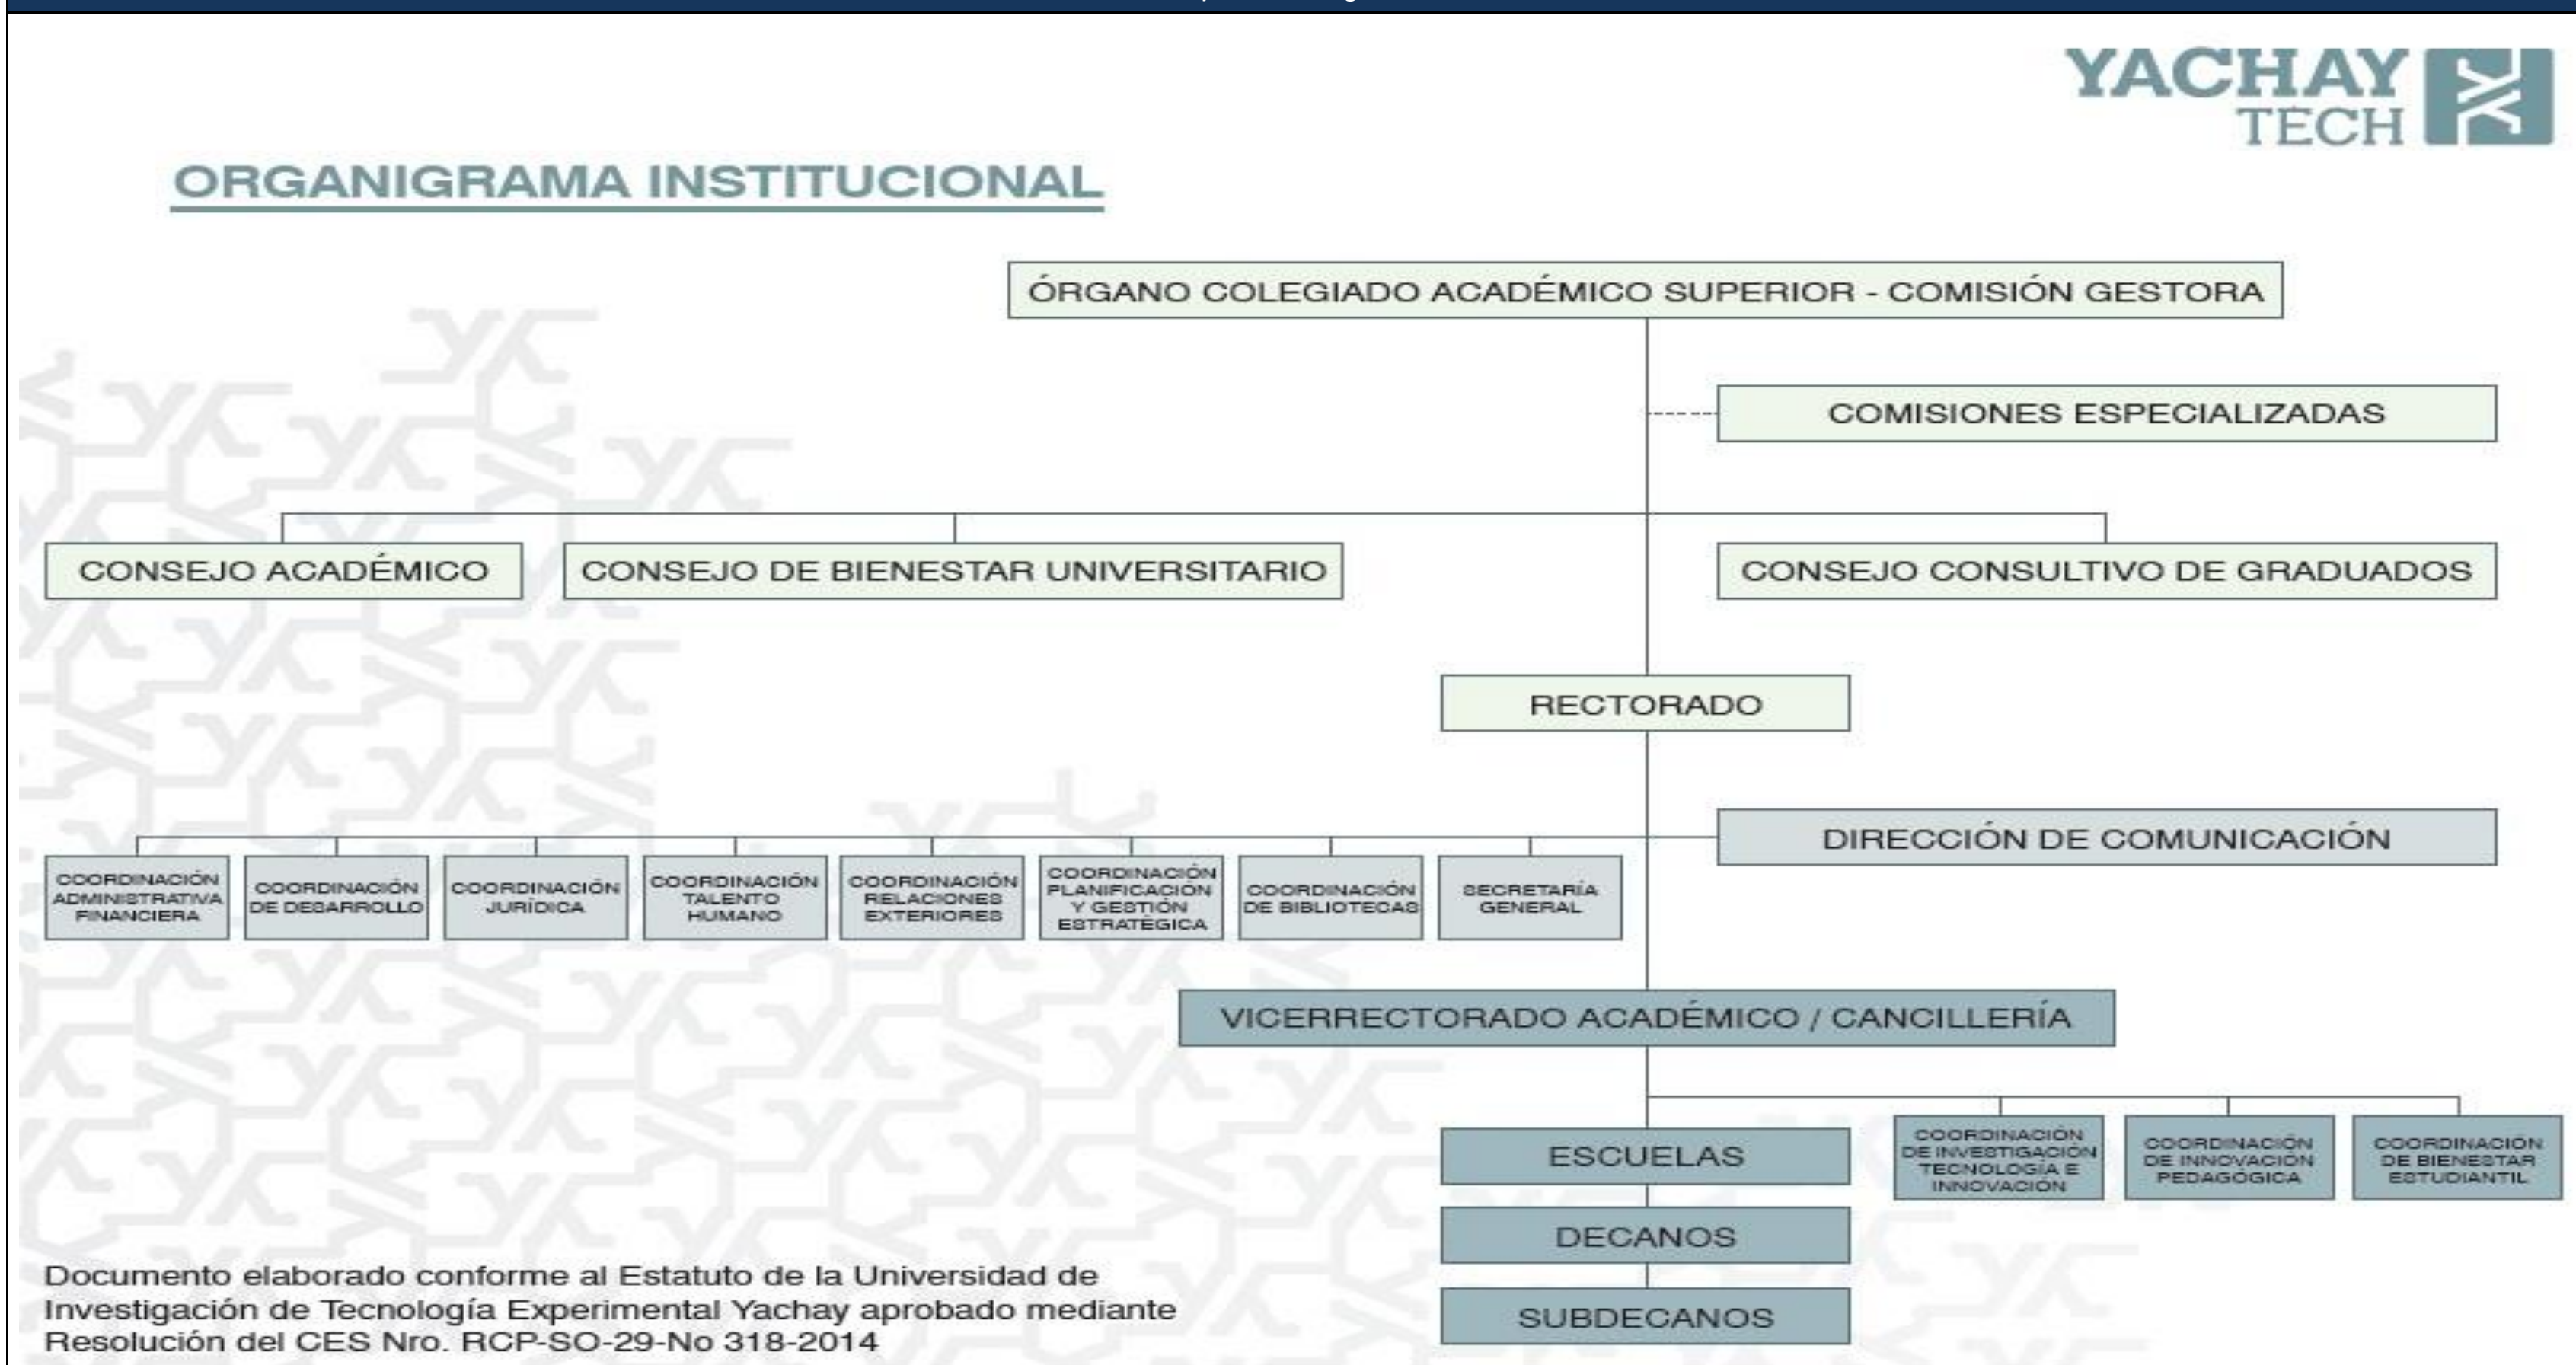 YACHAY
TECH
ORGANIGRAMA INSTITUCIONAL
ÓRGANO COLEGIADO ACADÉMICO SUPERIOR - COMISIÓN GESTORA
COMISIONES ESPECIALIZADAS
CONSEJO ACADÉMICO
CONSEJO DE BIENESTAR UNIVERSITARIO
CONSEJO CONSULTIVO DE GRADUADOS
RECTORADO
DIRECCIÓN DE COMUNICACIÓN
COORDINACIÓN
ADMINISTRATIVA
FINANCIERA
COORDINACIÓN
DE DESARROLLO
COORDINACIÓN
JURÍDICA
COORDINACIÓN
TALENTO
HUMANO
COORDINACIÓN
RELACIONES
EXTERIORES
COORDINACIÓN
PLANIFICACIÓN
Y GESTIÓN
ESTRATÉGICA
COORDINACIÓN
DE BIBLIOTECAS
SECRETARÍA
GENERAL
VICERRECTORADO ACADÉMICO / CANCILLERÍA
ESCUELAS
COORDINACIÓN
DE INVESTIGACIÓN
TECNOLOGÍA E
INNOVACIÓN
COORDINACIÓN
DE INNOVACIÓN
PEDAGÓGICA
COORDINACIÓN
DE BIENESTAR
ESTUDIANTIL
DECANOS
SUBDECANOS
Documento elaborado conforme al Estatuto de la Universidad de
Investigación de Tecnología Experimental Yachay aprobado mediante
Resolución del CES Nro. RCP-SO-29-No 318-2014